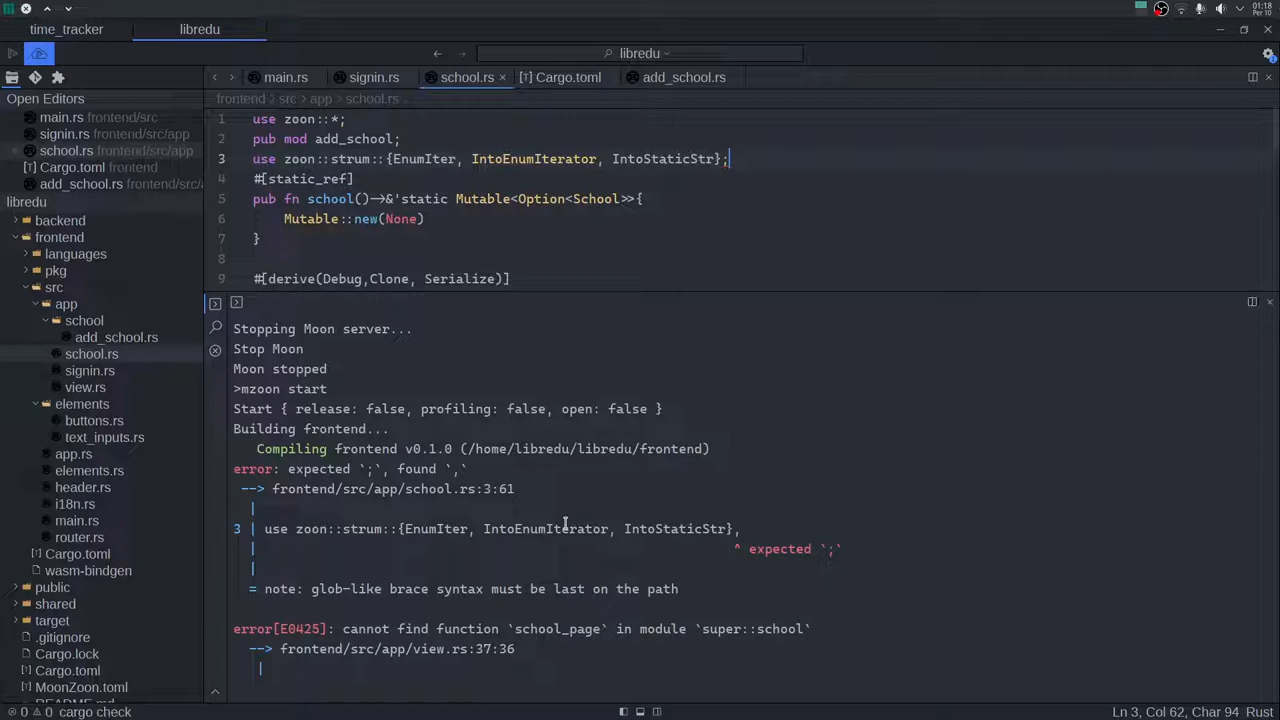 01:18
Per 10
time_tracker
libredu
libredu
main.rs
signin.rs
school.rs
Cargo.toml
add_school.rs
Open Editors
main.rs frontend/src/app
signin.rs frontend/src/app
school.rs frontend/src/app
Cargo.toml frontend
add_school.rs frontend/src/
libredu
backend
frontend
languages
pkg
src
app
school
add_school.rs
school.rs
signin.rs
view.rs
elements
buttons.rs
text_inputs.rs
app.rs
elements.rs
header.rs
i18n.rs
main.rs
router.rs
Cargo.toml
wasm-bindgen
public
shared
target
.gitignore
Cargo.lock
Cargo.toml
MoonZoon.toml
frontend > src > app > school.rs
1 use zoon::*;
2 pub mod add_school;
3 use zoon::strum::{EnumIter, IntoEnumIterator, IntoStaticStr};
4 #[static_ref]
5 pub fn school()->&'static Mutable<Option<School>>{
6 Mutable::new(None)
7 }
8
9 #[derive(Debug,Clone, Serialize)]
Stopping Moon server...
Stop Moon
Moon stopped
>mzoon start
Start { release: false, profiling: false, open: false }
Building frontend...
Compiling frontend v0.1.0 (/home/libredu/libredu/frontend)
error: expected `;`, found `,`
--> frontend/src/app/school.rs:3:61
|
3 | use zoon::strum::{EnumIter, IntoEnumIterator, IntoStaticStr},
| ^ expected `;`
|
= note: glob-like brace syntax must be last on the path
error[E0425]: cannot find function `school_page` in module `super::school`
--> frontend/src/app/view.rs:37:36
|
0 0 cargo check
Ln 3, Col 62, Char 94 Rust